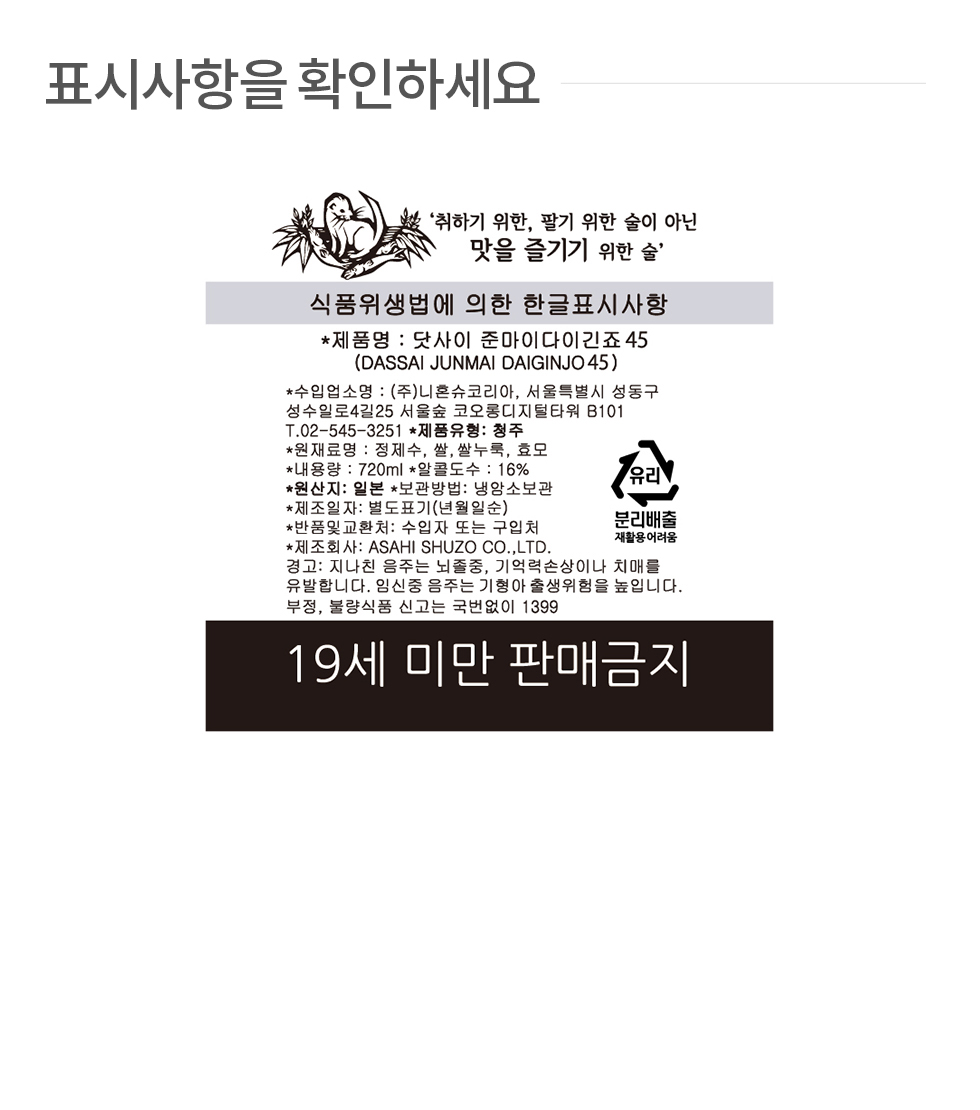 표시사항을 확인하세요
‘취하기 위한, 팔기 위한 술이 아닌
맛을 즐기기 위한 술’
식품위생법에 의한 한글표시사항
*제품명 : 닷사이 준마이다이긴죠 45
(DASSAI JUNMAI DAIGINJO 45)
*수입업소명 : (주)니혼슈코리아, 서울특별시 성동구
성수일로4길25 서울숲 코오롱디지털타워 B101
T.02-545-3251 *제품유형: 청주
*원재료명 : 정제수, 쌀, 쌀누룩, 효모
*내용량 : 720ml *알콜도수 : 16%
*원산지: 일본 *보관방법: 냉암소보관
*제조일자: 별도표기(년월일순)
*반품및교환처: 수입자 또는 구입처
*제조회사: ASAHI SHUZO CO.,LTD.
유리
분리배출
재활용어려움
경고: 지나친 음주는 뇌졸중, 기억력손상이나 치매를
유발합니다. 임신중 음주는 기형아 출생위험을 높입니다.
부정, 불량식품 신고는 국번없이 1399
19세 미만 판매금지